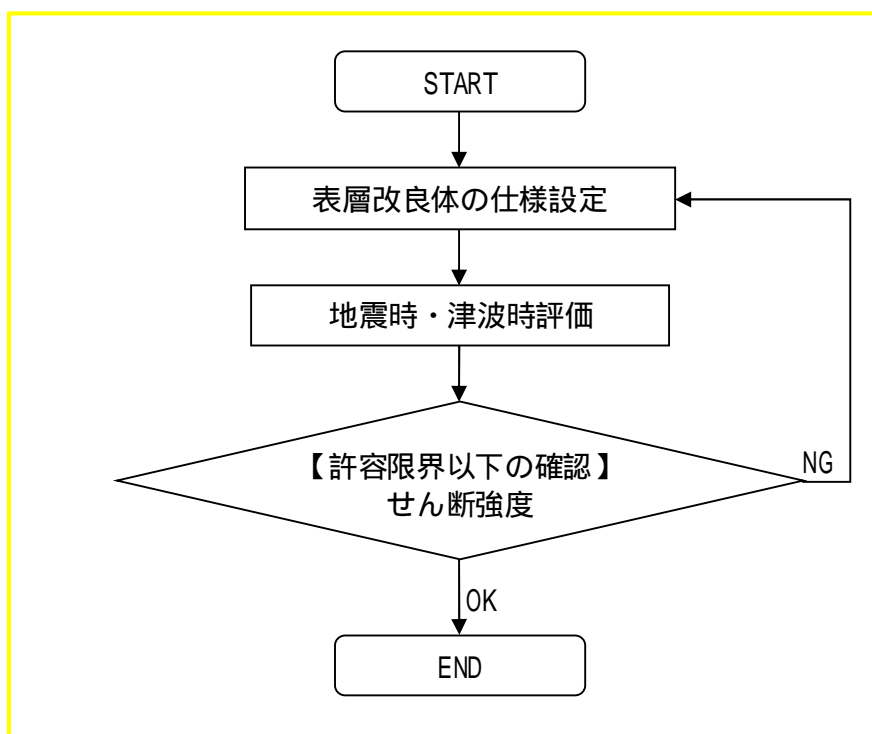 START
表層改良体の仕様設定
地震時・津波時評価
【許容限界以下の確認】
せん断強度
NG
OK
END